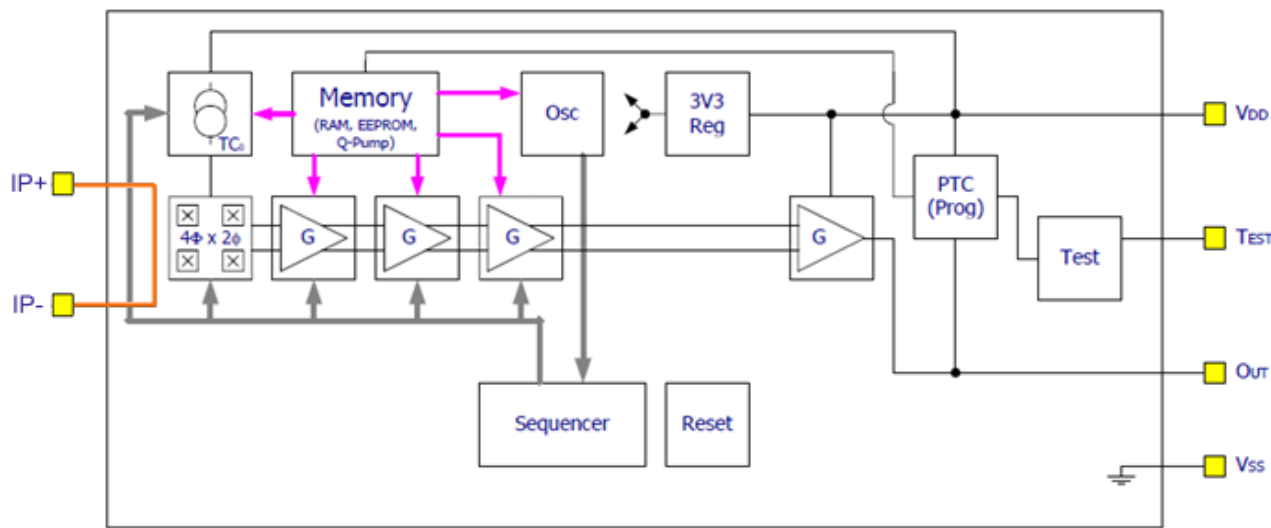 Memory
(RAM, EEPROM,
Q-Pump)
Osc
3V3
Reg
VDD
TC0
IP+
PTC
(Prog)
4Φ x 2ϕ
G
G
G
G
TEST
Test
IP-
OUT
Sequencer
Reset
VSS